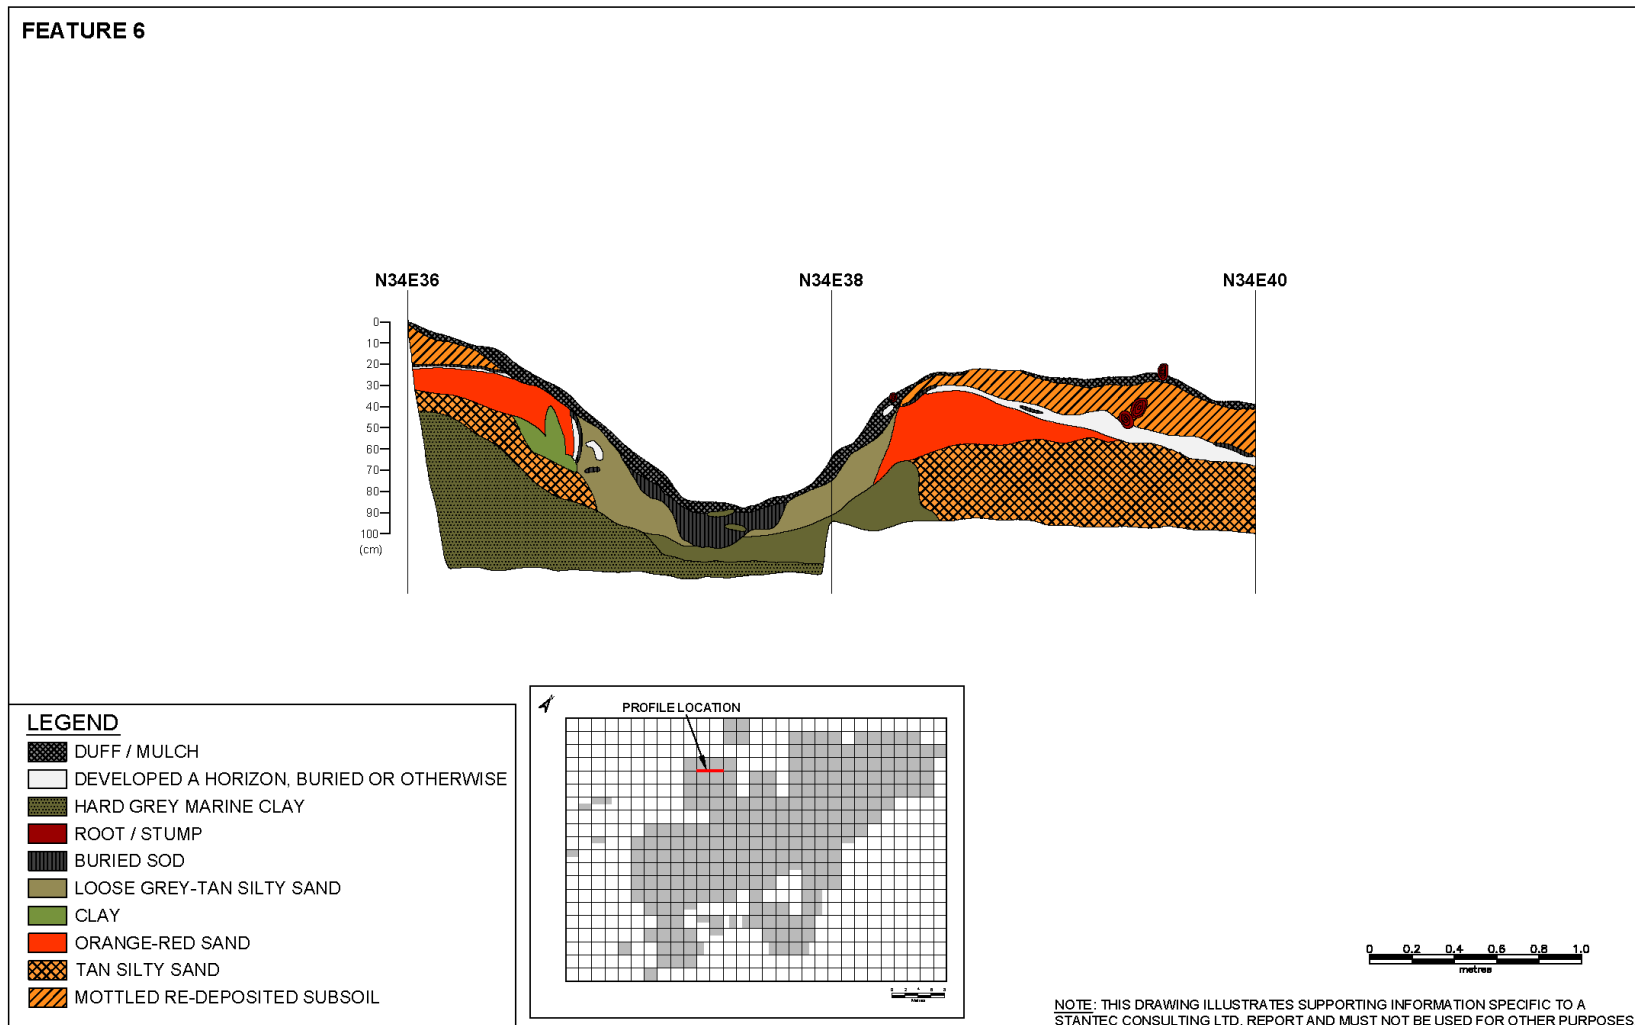 FEATURE 6
N34E36
N34E38
N34E40
0
10
20
30
40
50
60
70
80
90
100
(cm)
LEGEND
DUFF / MULCH
DEVELOPED A HORIZON, BURIED OR OTHERWISE
HARD GREY MARINE CLAY
ROOT / STUMP
BURIED SOD
LOOSE GREY-TAN SILTY SAND
CLAY
ORANGE-RED SAND
TAN SILTY SAND
MOTTLED RE-DEPOSITED SUBSOIL
PROFILE LOCATION
0 0.2 0.4 0.6 0.8 1.0
metres
NOTE: THIS DRAWING ILLUSTRATES SUPPORTING INFORMATION SPECIFIC TO A
STANTEC CONSULTING LTD. REPORT AND MUST NOT BE USED FOR OTHER PURPOSES